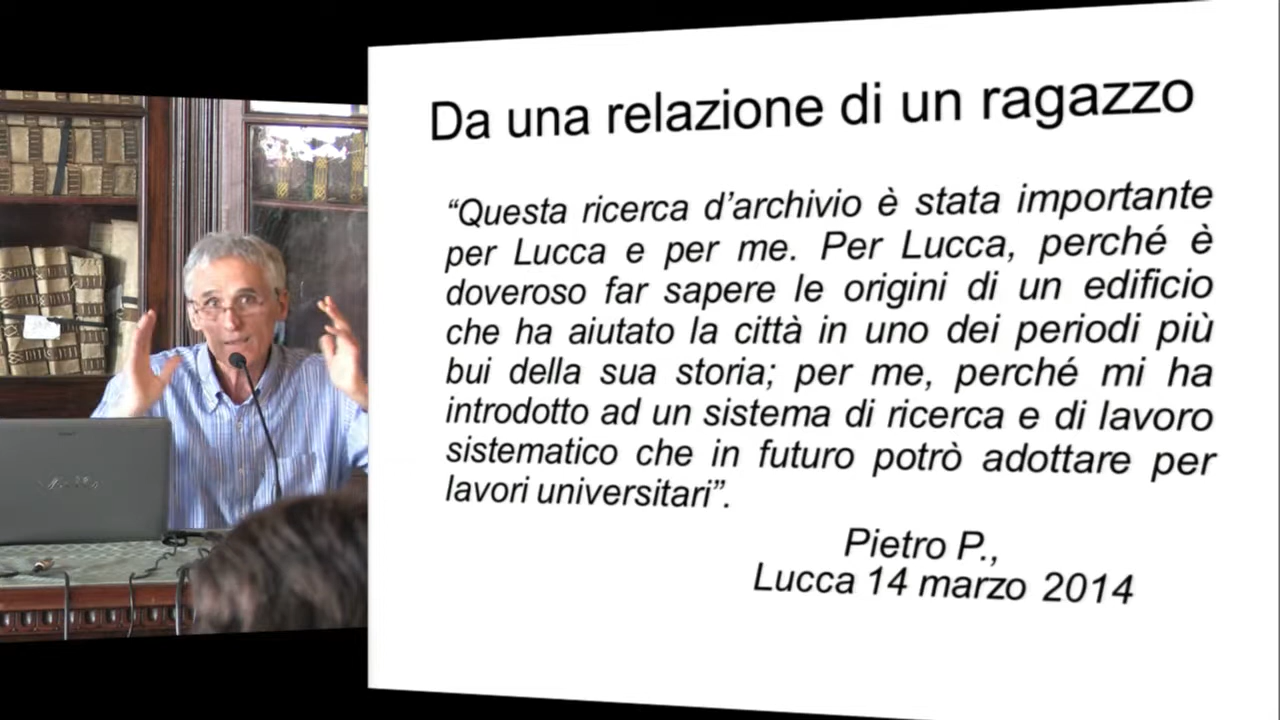 Da una relazione di un ragazzo
“Questa ricerca d’archivio è stata importante
per Lucca e per me. Per Lucca, perché è
doveroso far sapere le origini di un edificio
che ha aiutato la città in uno dei periodi più
bui della sua storia; per me, perché mi ha
introdotto ad un sistema di ricerca e di lavoro
sistematico che in futuro potrò adottare per
lavori universitari”.
Pietro P.,
Lucca 14 marzo 2014